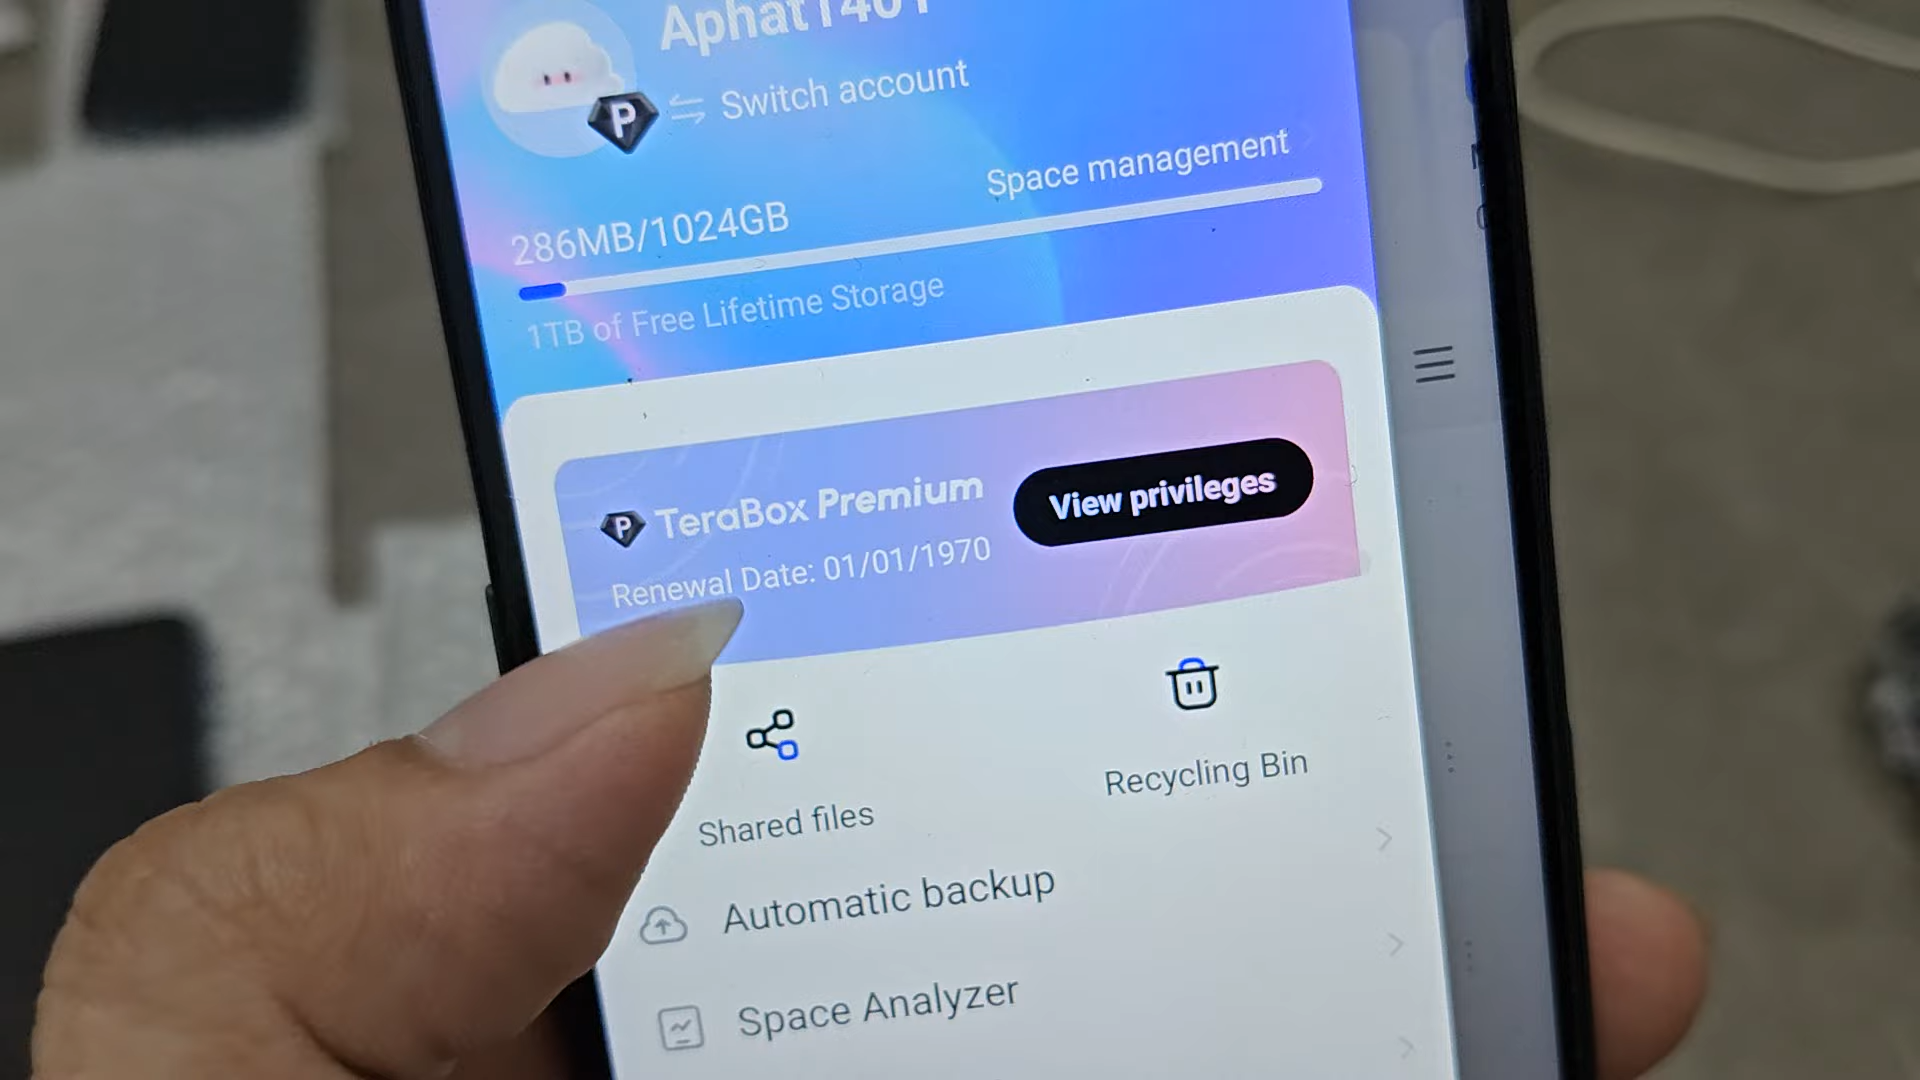 Aphat1401
Switch account
Space management
286MB/1024GB
1TB of Free Lifetime Storage
P TeraBox Premium
View privileges
Renewal Date: 01/01/1970
Shared files
Recycling Bin
Automatic backup
Space Analyzer